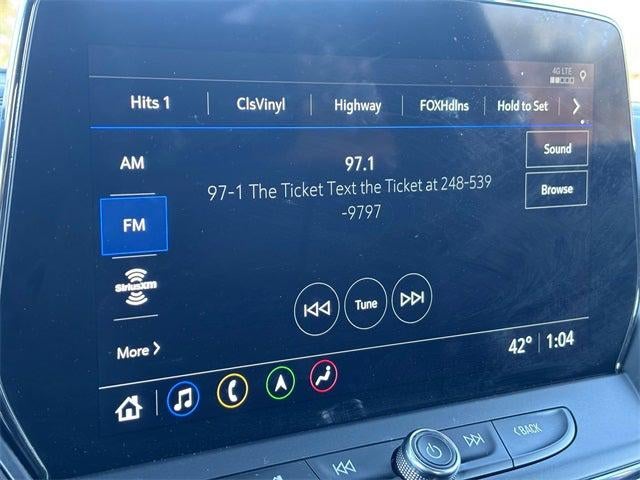 4G LTE
Hits 1 ClsVinyl Highway FOXHdlns Hold to Set
AM
97.1
Sound
97-1 The Ticket Text the Ticket at 248-539
-9797
Browse
FM
SiriusXM
Tune
More
42° 1:04
BACK